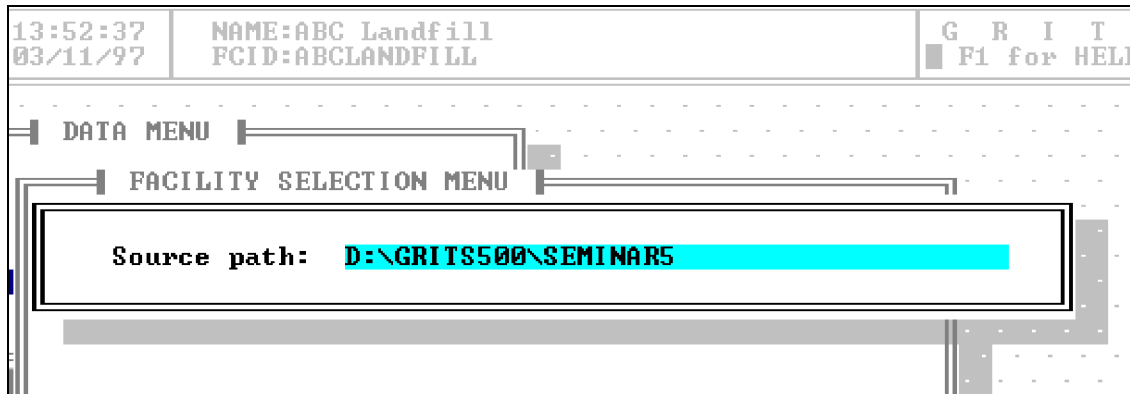 13:52:37 NAME:ABC Landfill G R I T
03/11/97 FCID:ABCLANDFILL F1 for HEL
DATA MENU
FACILITY SELECTION MENU
Source path: D:\GRITS500\SEMINAR5